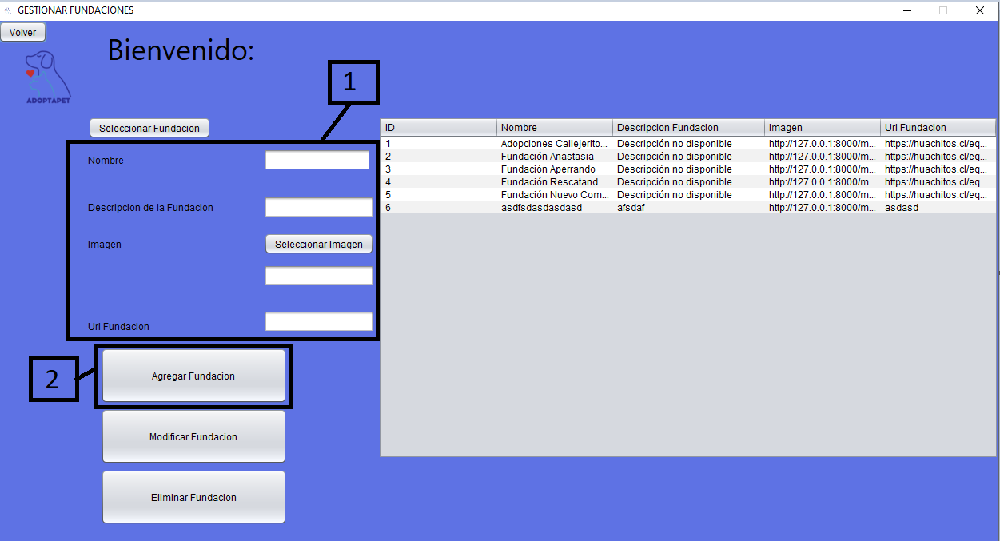 GESTIONAR FUNDACIONES
Volver
Bienvenido:
ADOPTAPET
1
Seleccionar Fundacion
Nombre
Descripcion de la Fundacion
Imagen
Seleccionar Imagen
Url Fundacion
2
Agregar Fundacion
Modificar Fundacion
Eliminar Fundacion
ID Nombre Descripcion Fundacion Imagen Url Fundacion
1 Adopciones Callejerito... Descripción no disponible http://127.0.0.1:8000/m... https://huachitos.cl/eq...
2 Fundación Anastasia Descripción no disponible http://127.0.0.1:8000/m... https://huachitos.cl/eq...
3 Fundación Aperrando Descripción no disponible http://127.0.0.1:8000/m... https://huachitos.cl/eq...
4 Fundación Rescatand... Descripción no disponible http://127.0.0.1:8000/m... https://huachitos.cl/eq...
5 Fundación Nuevo Com... Descripción no disponible http://127.0.0.1:8000/m... https://huachitos.cl/eq...
6 asdfsdasdasdasd afsdaf http://127.0.0.1:8000/m... asdasd